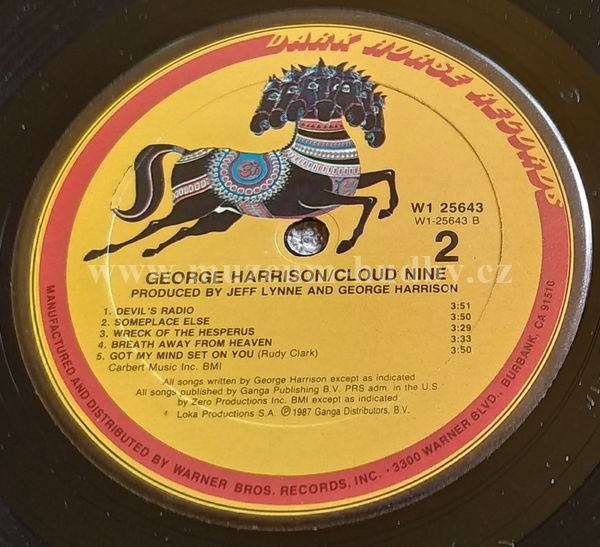 DARK HORSE RECORDS
W1 25643
W1-25643 B
2
GEORGE HARRISON/CLOUD NINE
PRODUCED BY JEFF LYNNE AND GEORGE HARRISON
1. DEVIL'S RADIO 3:51
2. SOMEPLACE ELSE 3:50
3. WRECK OF THE HESPERUS 3:29
4. BREATH AWAY FROM HEAVEN 3:33
5. GOT MY MIND SET ON YOU (Rudy Clark) 3:50
Carbert Music Inc. BMI
All songs written by George Harrison except as indicated
All songs published by Ganga Publishing B.V. PRS adm. in the U.S.
by Zero Productions Inc. BMI except as indicated
Loka Productions S.A. ℗ 1987 Ganga Distributors, B.V.
MANUFACTURED AND DISTRIBUTED BY WARNER BROS. RECORDS, INC. · 3300 WARNER BLVD., BURBANK, CA 91510